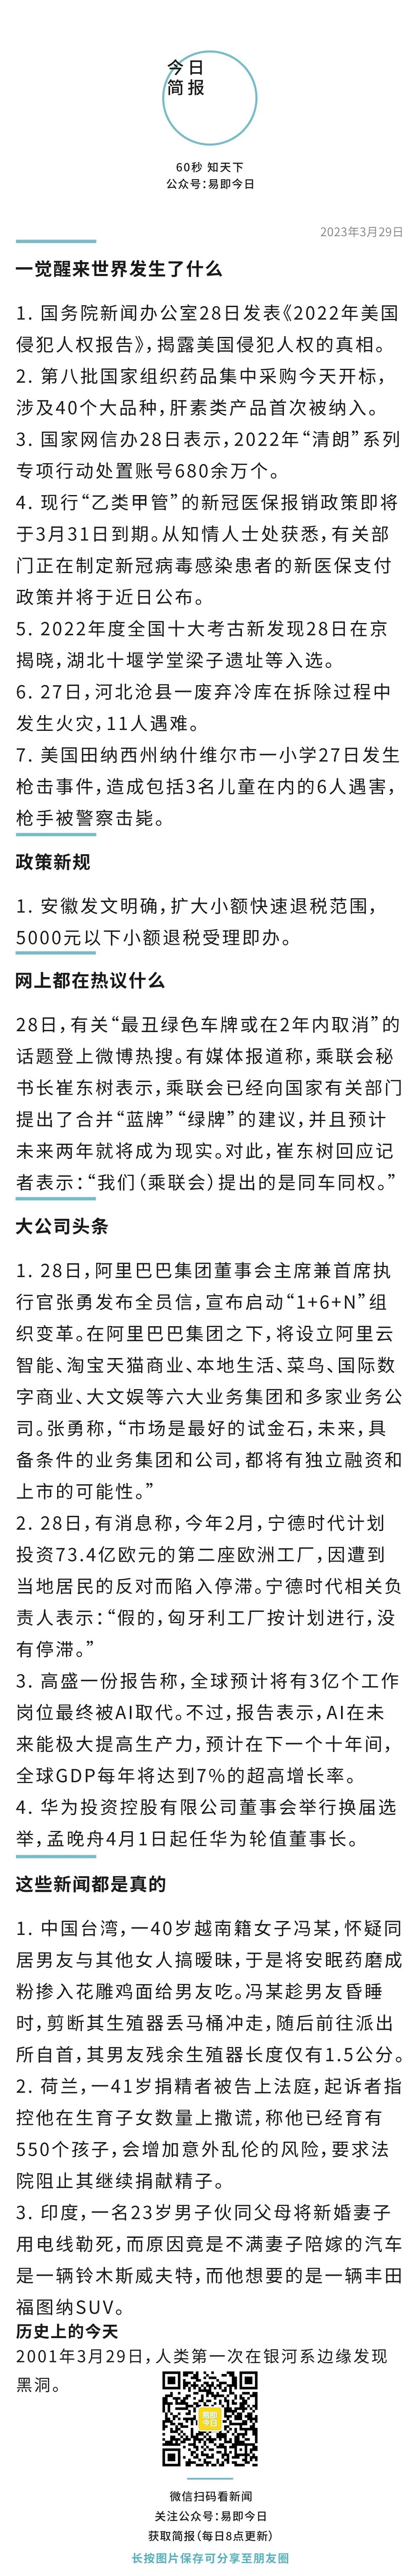 今日
简报
60秒 知天下
公众号：易即今日
2023年3月29日
一觉醒来世界发生了什么
1. 国务院新闻办公室28日发表《2022年美国
侵犯人权报告》，揭露美国侵犯人权的真相。
2. 第八批国家组织药品集中采购今天开标，
涉及40个大品种，肝素类产品首次被纳入。
3. 国家网信办28日表示，2022年“清朗”系列
专项行动处置账号680余万个。
4. 现行“乙类甲管”的新冠医保报销政策即将
于3月31日到期。从知情人士处获悉，有关部
门正在制定新冠病毒感染患者的新医保支付
政策并将于近日公布。
5. 2022年度全国十大考古新发现28日在京
揭晓，湖北十堰学堂梁子遗址等入选。
6. 27日，河北沧县一废弃冷库在拆除过程中
发生火灾，11人遇难。
7. 美国田纳西州纳什维尔市一小学27日发生
枪击事件，造成包括3名儿童在内的6人遇害，
枪手被警察击毙。
政策新规
1. 安徽发文明确，扩大小额快速退税范围，
5000元以下小额退税受理即办。
网上都在热议什么
28日，有关“最丑绿色车牌或在2年内取消”的
话题登上微博热搜。有媒体报道称，乘联会秘
书长崔东树表示，乘联会已经向国家有关部门
提出了合并“蓝牌”“绿牌”的建议，并且预计
未来两年就将成为现实。对此，崔东树回应记
者表示：“我们（乘联会）提出的是同车同权。”
大公司头条
1. 28日，阿里巴巴集团董事会主席兼首席执
行官张勇发布全员信，宣布启动“1+6+N”组
织变革。在阿里巴巴集团之下，将设立阿里云
智能、淘宝天猫商业、本地生活、菜鸟、国际数
字商业、大文娱等六大业务集团和多家业务公
司。张勇称，“市场是最好的试金石，未来，具
备条件的业务集团和公司，都将有独立融资和
上市的可能性。”
2. 28日，有消息称，今年2月，宁德时代计划
投资73.4亿欧元的第二座欧洲工厂，因遭到
当地居民的反对而陷入停滞。宁德时代相关负
责人表示：“假的，匈牙利工厂按计划进行，没
有停滞。”
3. 高盛一份报告称，全球预计将有3亿个工作
岗位最终被AI取代。不过，报告表示，AI在未
来能极大提高生产力，预计在下一个十年间，
全球GDP每年将达到7%的超高增长率。
4. 华为投资控股有限公司董事会举行换届选
举，孟晚舟4月1日起任华为轮值董事长。
这些新闻都是真的
1. 中国台湾，一40岁越南籍女子冯某，怀疑同
居男友与其他女人搞暧昧，于是将安眠药磨成
粉掺入花雕鸡面给男友吃。冯某趁男友昏睡
时，剪断其生殖器丢马桶冲走，随后前往派出
所自首，其男友残余生殖器长度仅有1.5公分。
2. 荷兰，一41岁捐精者被告上法庭，起诉者指
控他在生育子女数量上撒谎，称他已经育有
550个孩子，会增加意外乱伦的风险，要求法
院阻止其继续捐献精子。
3. 印度，一名23岁男子伙同父母将新婚妻子
用电线勒死，而原因竟是不满妻子陪嫁的汽车
是一辆铃木斯威夫特，而他想要的是一辆丰田
福图纳SUV。
历史上的今天
2001年3月29日，人类第一次在银河系边缘发现
黑洞。
易即
今日
微信扫码看新闻
关注公众号：易即今日
获取简报（每日8点更新）
长按图片保存可分享至朋友圈